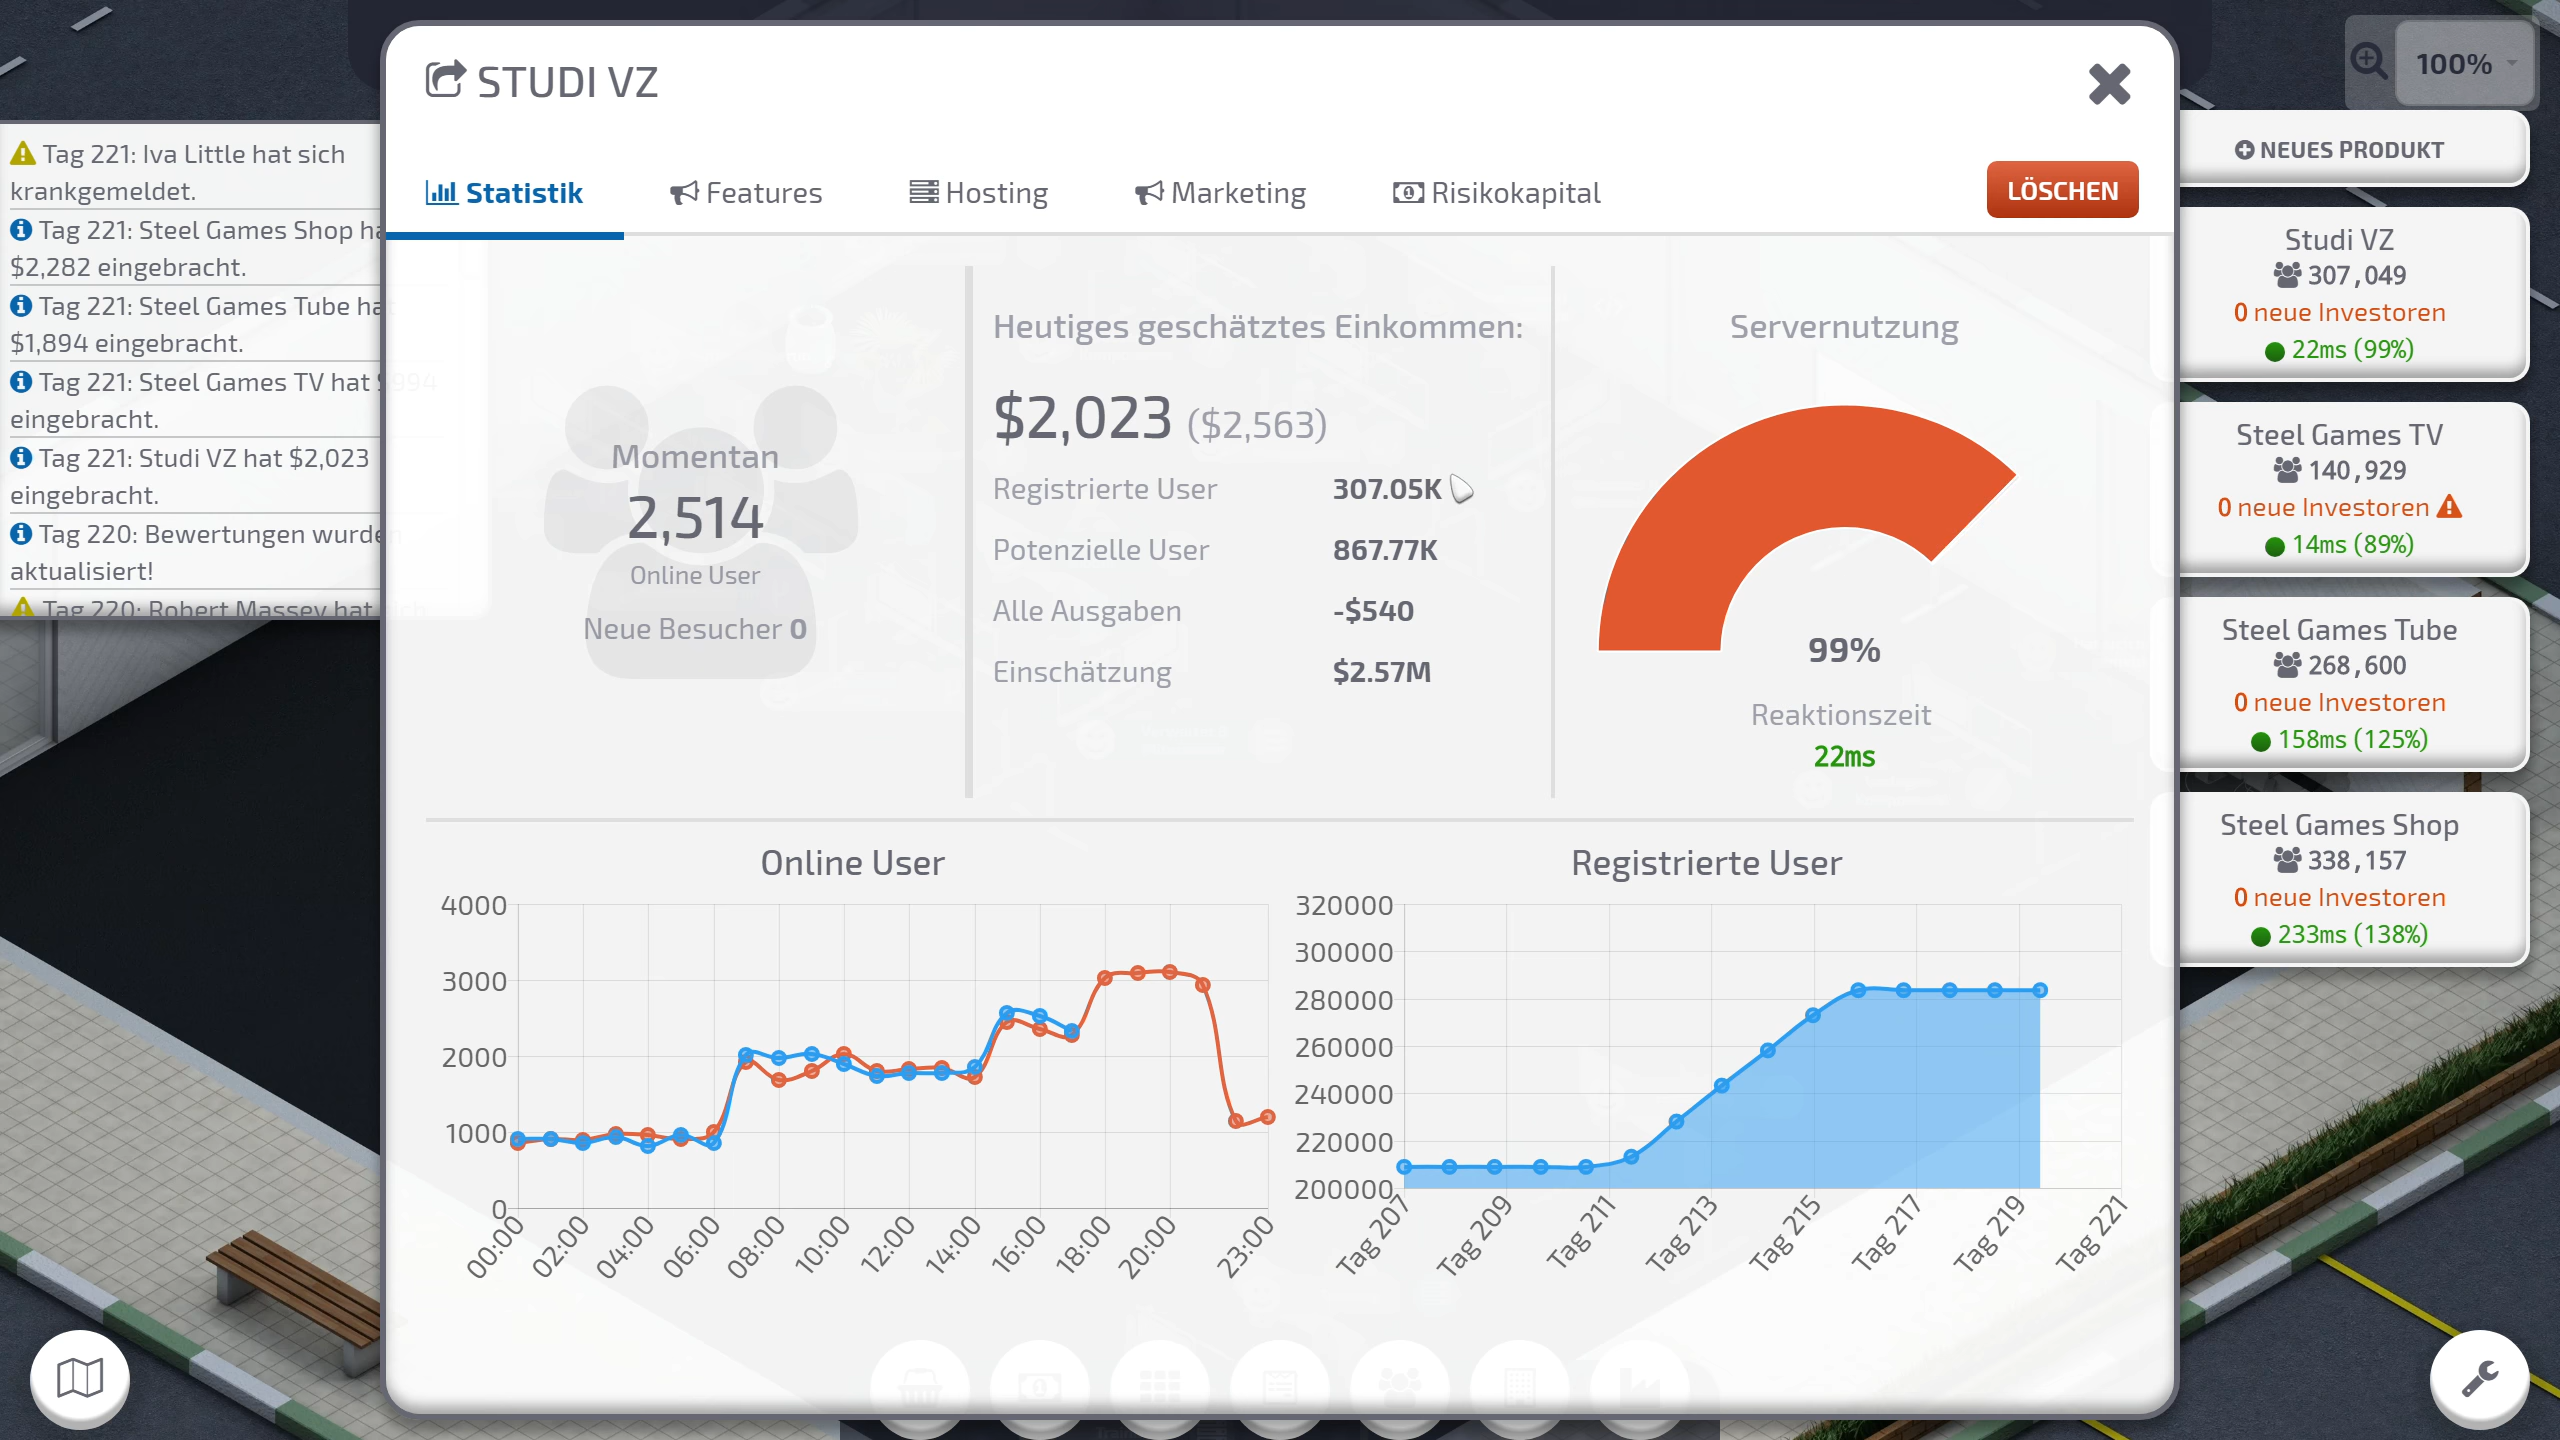 STUDI VZ
100%
Statistik
Features
Hosting
Marketing
Risikokapital
LÖSCHEN
Tag 221: Iva Little hat sich
krankgemeldet.
Tag 221: Steel Games Shop
$2,282 eingebracht.
Tag 221: Steel Games Tube
$1,894 eingebracht.
Tag 221: Steel Games TV hat $994
eingebracht.
Tag 221: Studi VZ hat $2,023
eingebracht.
Tag 220: Bewertungen wurden
aktualisiert!
Tag 220: Robert Massey hat sich
Momentan
2,514
Online User
Neue Besucher 0
Heutiges geschätztes Einkommen:
$2,023 ($2,563)
Registrierte User 307.05K
Potenzielle User 867.77K
Alle Ausgaben -$540
Einschätzung $2.57M
Servernutzung
99%
Reaktionszeit
22ms
Online User
4000
3000
2000
1000
0
00:00 02:00 04:00 06:00 08:00 10:00 12:00 14:00 16:00 18:00 20:00 23:00
Registrierte User
320000
300000
280000
260000
240000
220000
200000
Tag 207 Tag 209 Tag 211 Tag 213 Tag 215 Tag 217 Tag 219 Tag 221
NEUES PRODUKT
Studi VZ
307,049
0 neue Investoren
22ms (99%)
Steel Games TV
140,929
0 neue Investoren
14ms (89%)
Steel Games Tube
268,600
0 neue Investoren
158ms (125%)
Steel Games Shop
338,157
0 neue Investoren
233ms (138%)